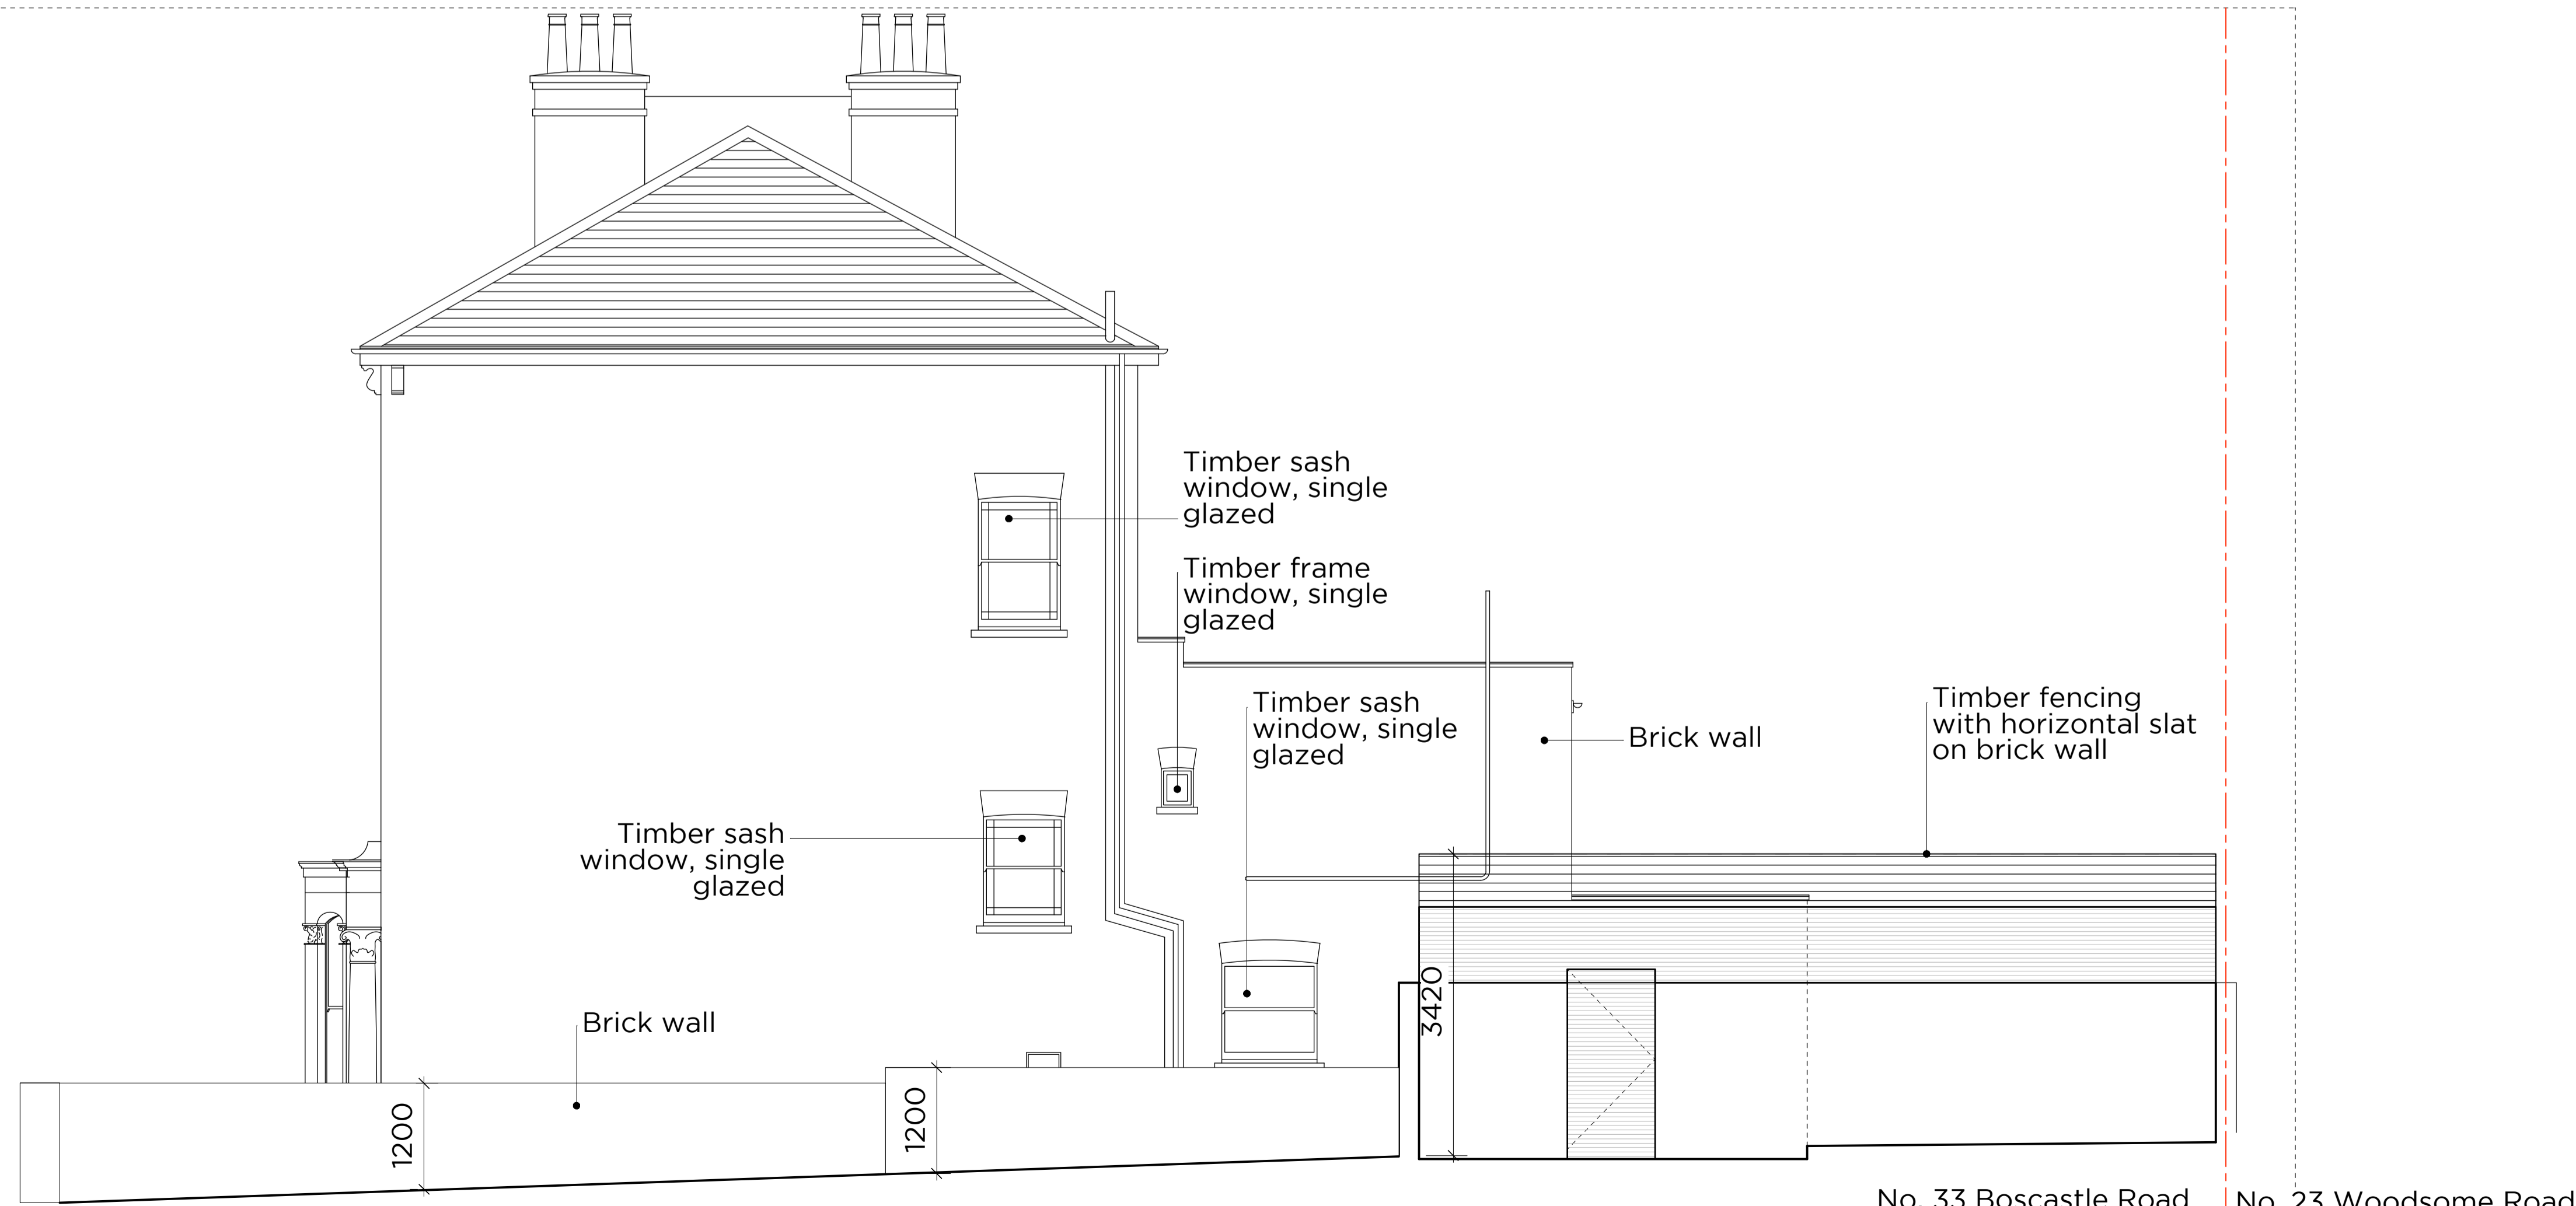 Timber sash
window, single
glazed
Timber frame
window, single
glazed
Timber sash
window, single
glazed
Brick wall
Timber fencing
with horizontal slat
on brick wall
Timber sash
window, single
glazed
Brick wall
1200
1200
3420
No. 33 Boscastle Road
No. 23 Woodsome Road